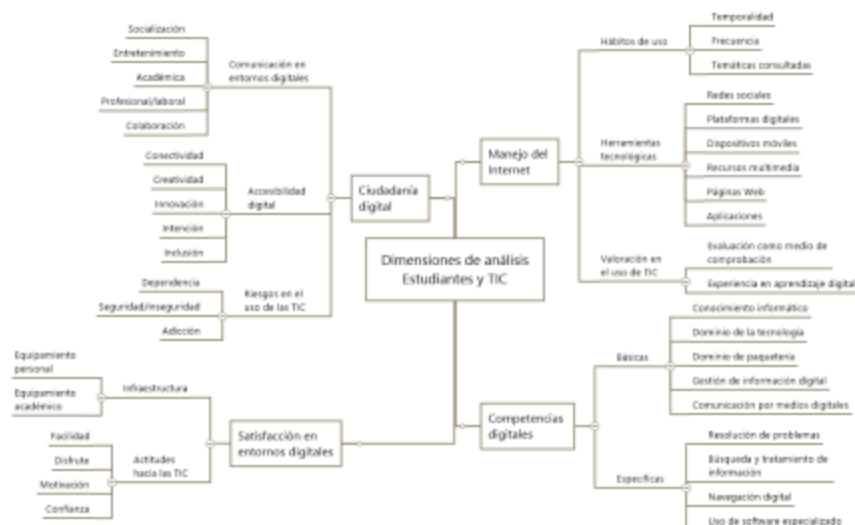 Socialización
Entretenimiento
Académica
Profesional/laboral
Colaboración
Comunicación en
entornos digitales
Conectividad
Creatividad
Innovación
Intención
Inclusión
Accesibilidad
digital
Dependencia
Seguridad/inseguridad
Adicción
Riesgos en el
uso de las TIC
Ciudadanía
digital
Dimensiones de análisis
Estudiantes y TIC
Manejo del
Internet
Hábitos de uso
Temporalidad
Frecuencia
Temáticas consultadas
Herramientas
tecnológicas
Redes sociales
Plataformas digitales
Dispositivos móviles
Recursos multimedia
Páginas Web
Aplicaciones
Valoración en
el uso de TIC
Evaluación como medio de
comprobación
Experiencia en aprendizaje digital
Equipamiento
personal
Equipamiento
académico
Infraestructura
Facilidad
Disfrute
Motivación
Confianza
Actitudes
hacia las TIC
Satisfacción en
entornos digitales
Competencias
digitales
Básicas
Conocimiento informático
Dominio de la tecnología
Dominio de paquetería
Gestión de información digital
Comunicación por medios digitales
Específicas
Resolución de problemas
Búsqueda y tratamiento de
información
Navegación digital
Uso de software especializado